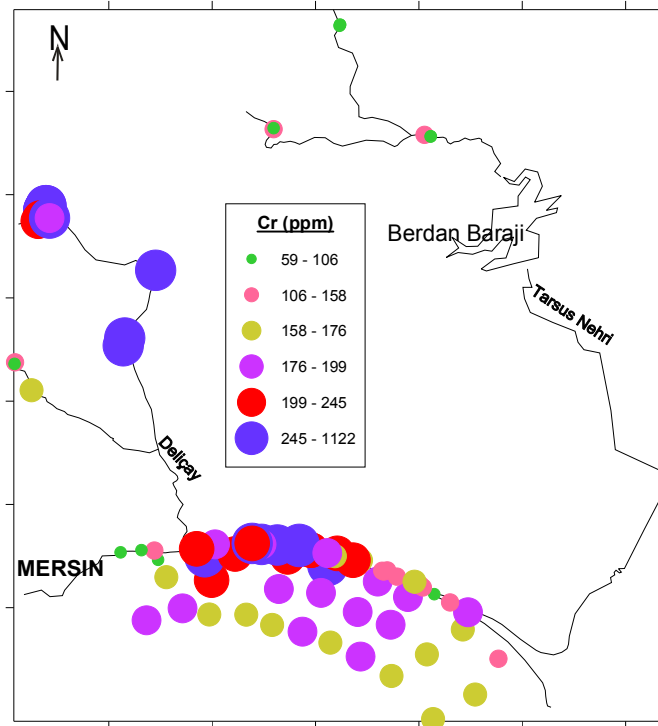 N
Cr (ppm)
59 - 106
106 - 158
158 - 176
176 - 199
199 - 245
245 - 1122
Berdan Baraji
Tarsus Nehri
Deliçay
MERSIN